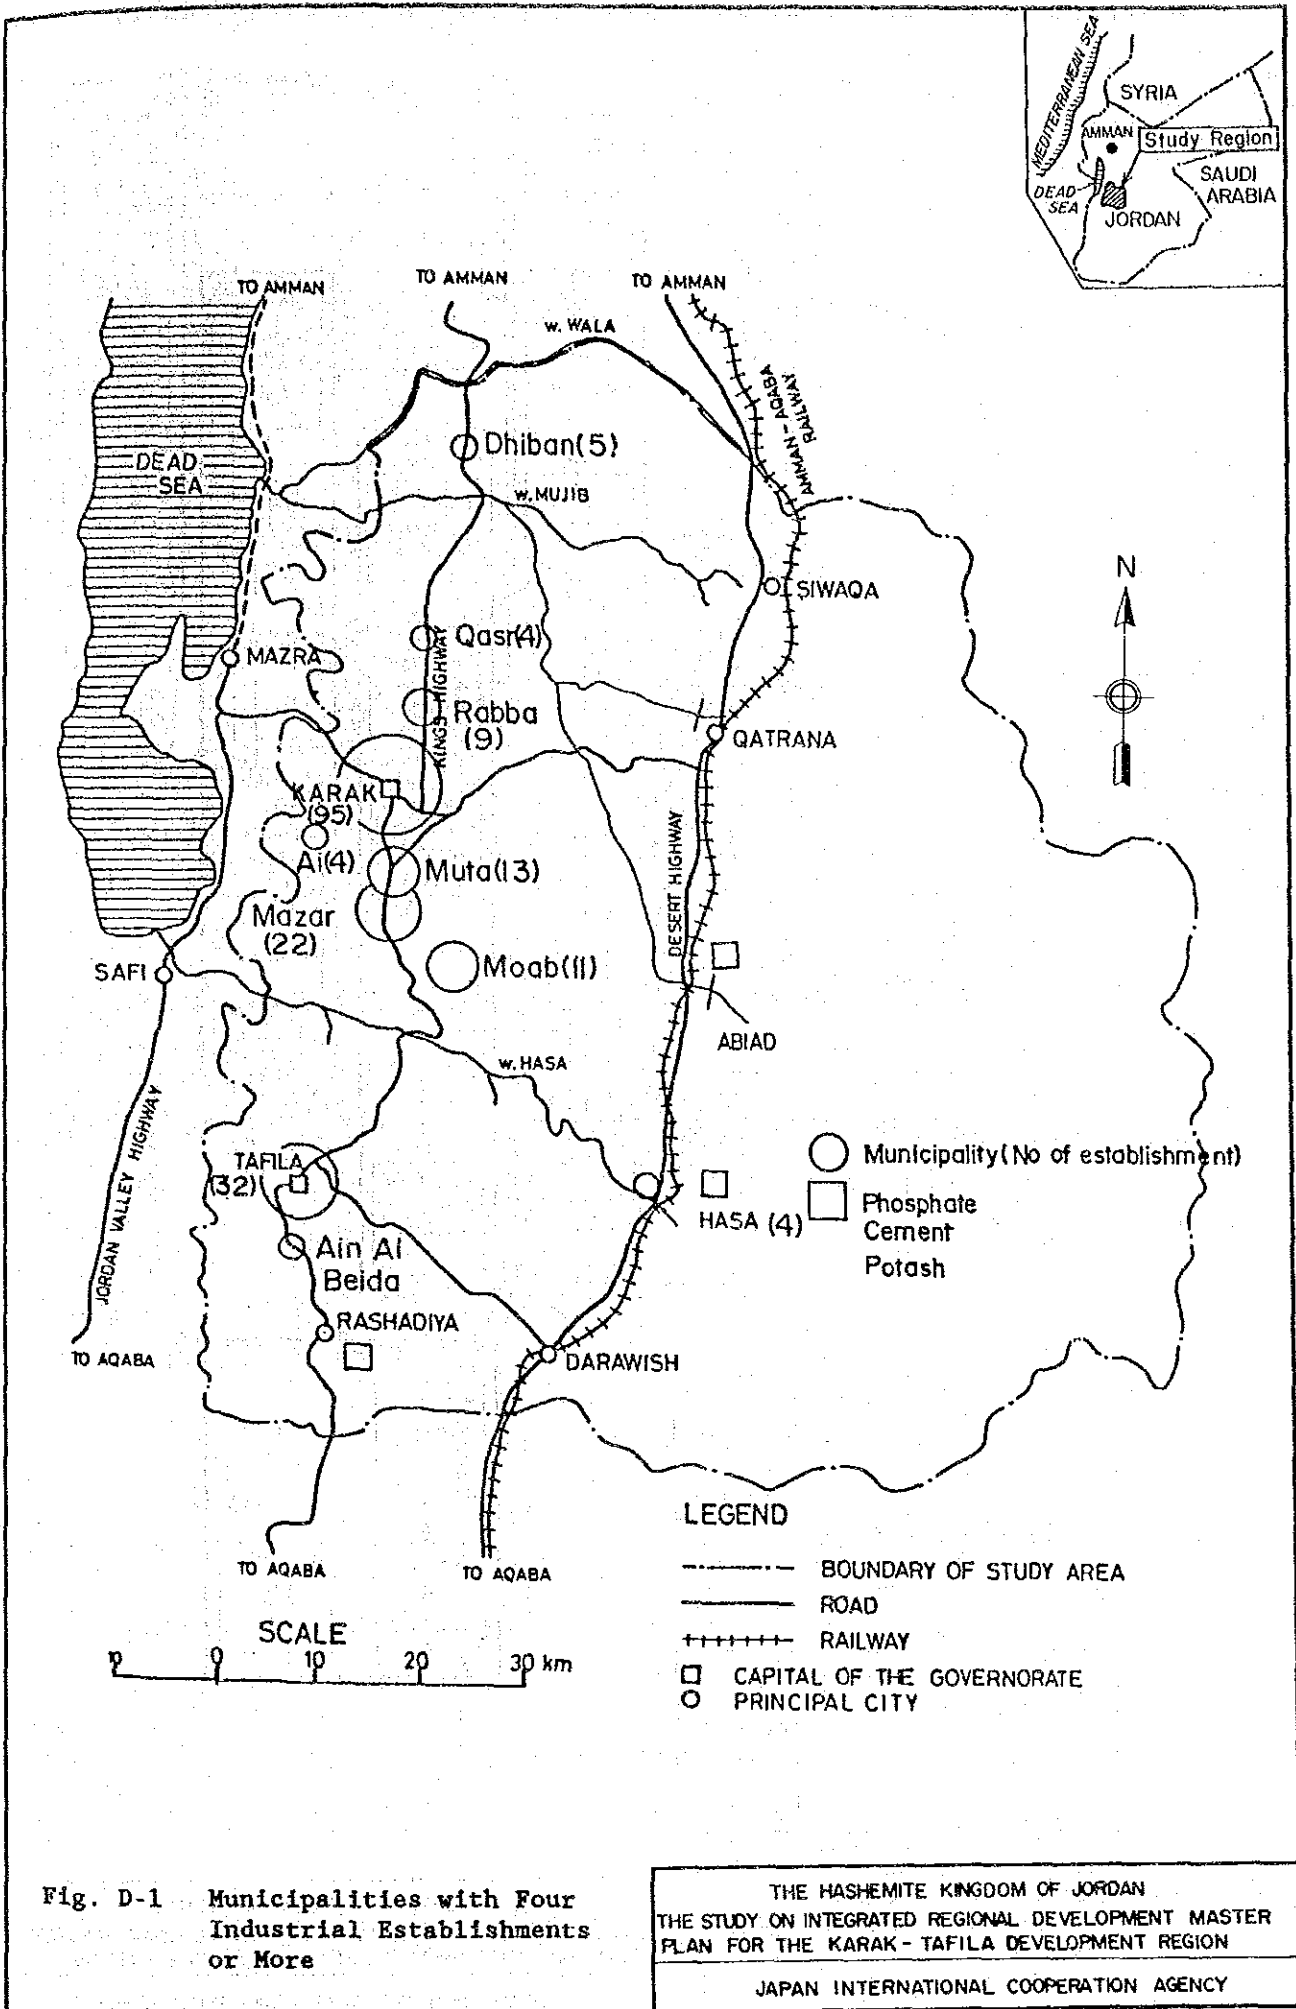 MEDITERRANEAN SEA
SYRIA
AMMAN
Study Region
DEAD
SEA
SAUDI
ARABIA
JORDAN
TO AMMAN
TO AMMAN
TO AMMAN
W. WALA
AMMAN-AQABA
RAILWAY
DEAD
SEA
Dhiban(5)
W. MUJIB
SIWAQA
N
MAZRA
Qasr(4)
KINGS HIGHWAY
Rabba
(9)
QATRANA
KARAK
(95)
Ai(4)
Muta(13)
DESERT HIGHWAY
Mazar
(22)
Moab(11)
SAFI
ABIAD
W. HASA
JORDAN VALLEY HIGHWAY
TAFILA
(32)
HASA (4)
Municipality(No of establishment)
Phosphate
Cement
Potash
Ain Al
Beida
RASHADIYA
DARAWISH
TO AQABA
TO AQABA
TO AQABA
LEGEND
BOUNDARY OF STUDY AREA
ROAD
RAILWAY
CAPITAL OF THE GOVERNORATE
PRINCIPAL CITY
SCALE
10 0 10 20 30 km
Fig. D-1 Municipalities with Four
Industrial Establishments
or More
THE HASHEMITE KINGDOM OF JORDAN
THE STUDY ON INTEGRATED REGIONAL DEVELOPMENT MASTER
PLAN FOR THE KARAK-TAFILA DEVELOPMENT REGION
JAPAN INTERNATIONAL COOPERATION AGENCY